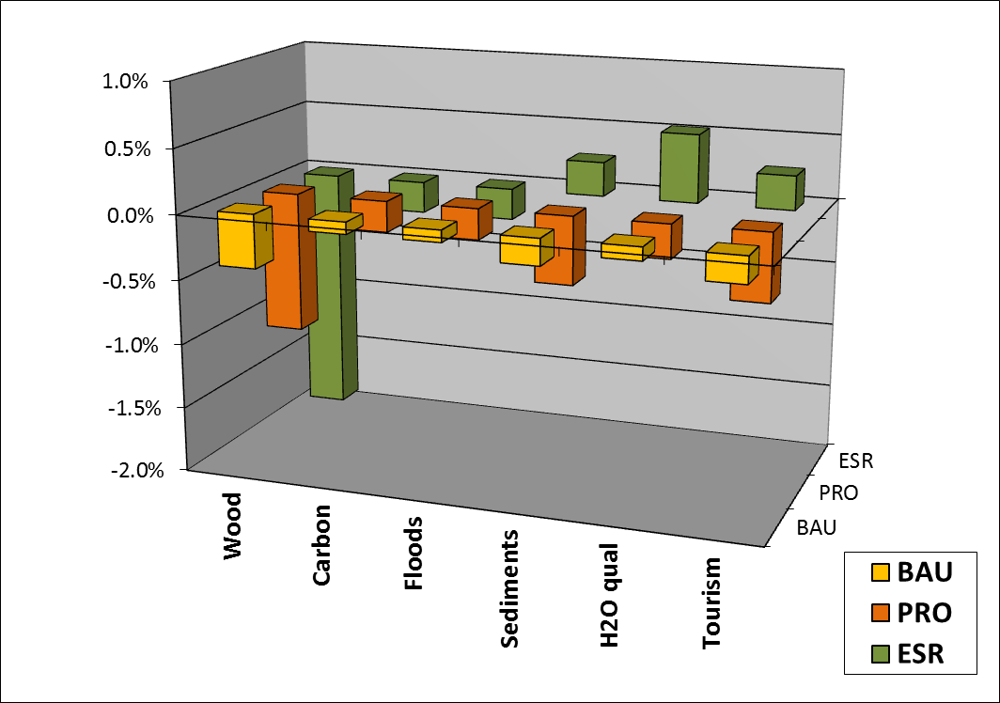 1.0%
0.5%
0.0%
-0.5%
-1.0%
-1.5%
-2.0%
Wood
Carbon
Floods
Sediments
H2O qual
Tourism
ESR
PRO
BAU
BAU
PRO
ESR